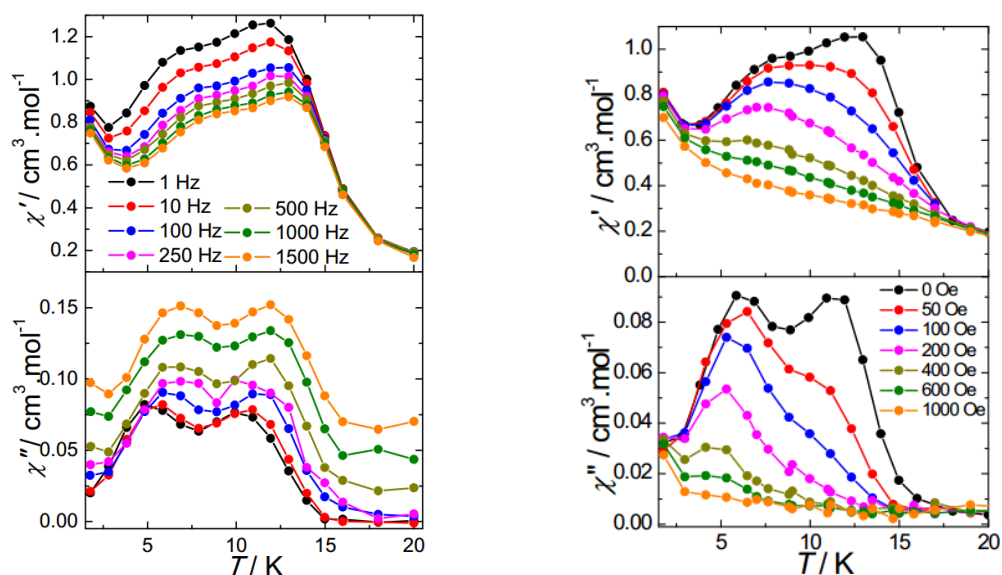 χ′/ cm³.mol⁻¹
1.2
1.0
0.8
0.6
0.4
0.2
1 Hz
10 Hz
100 Hz
250 Hz
500 Hz
1000 Hz
1500 Hz
χ″/ cm³.mol⁻¹
0.15
0.10
0.05
0.00
5
10
15
20
T / K
χ′/ cm³.mol⁻¹
1.0
0.8
0.6
0.4
0.2
0.0
χ″/ cm³.mol⁻¹
0.08
0.06
0.04
0.02
0.00
0 Oe
50 Oe
100 Oe
200 Oe
400 Oe
600 Oe
1000 Oe
5
10
15
20
T / K